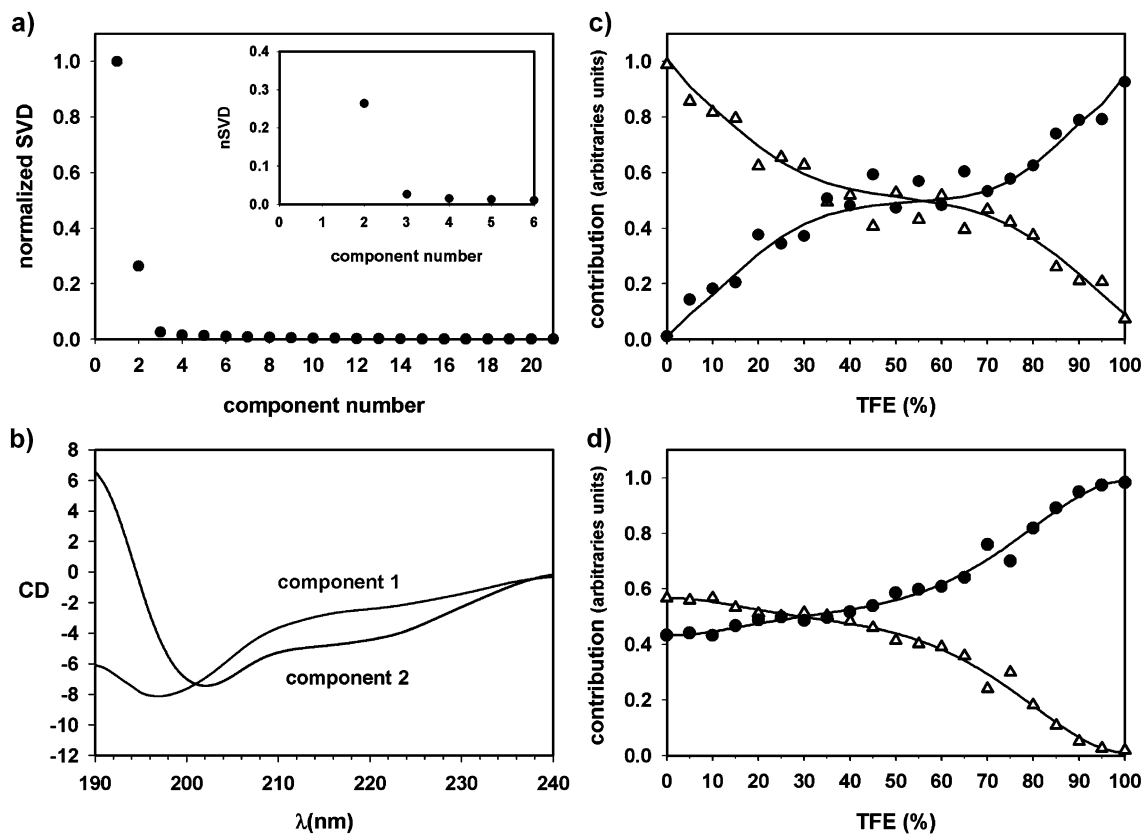 a)
normalized SVD
1.0
0.8
0.6
0.4
0.2
0.0
0 2 4 6 8 10 12 14 16 18 20
component number
nSVD
0.4
0.3
0.2
0.1
0.0
0 1 2 3 4 5 6
component number
b)
CD
8
6
4
2
0
-2
-4
-6
-8
-10
-12
component 1
component 2
190 200 210 220 230 240
λ(nm)
c)
contribution (arbitraries units)
1.0
0.8
0.6
0.4
0.2
0.0
0 10 20 30 40 50 60 70 80 90 100
TFE (%)
d)
contribution (arbitraries units)
1.0
0.8
0.6
0.4
0.2
0.0
0 10 20 30 40 50 60 70 80 90 100
TFE (%)